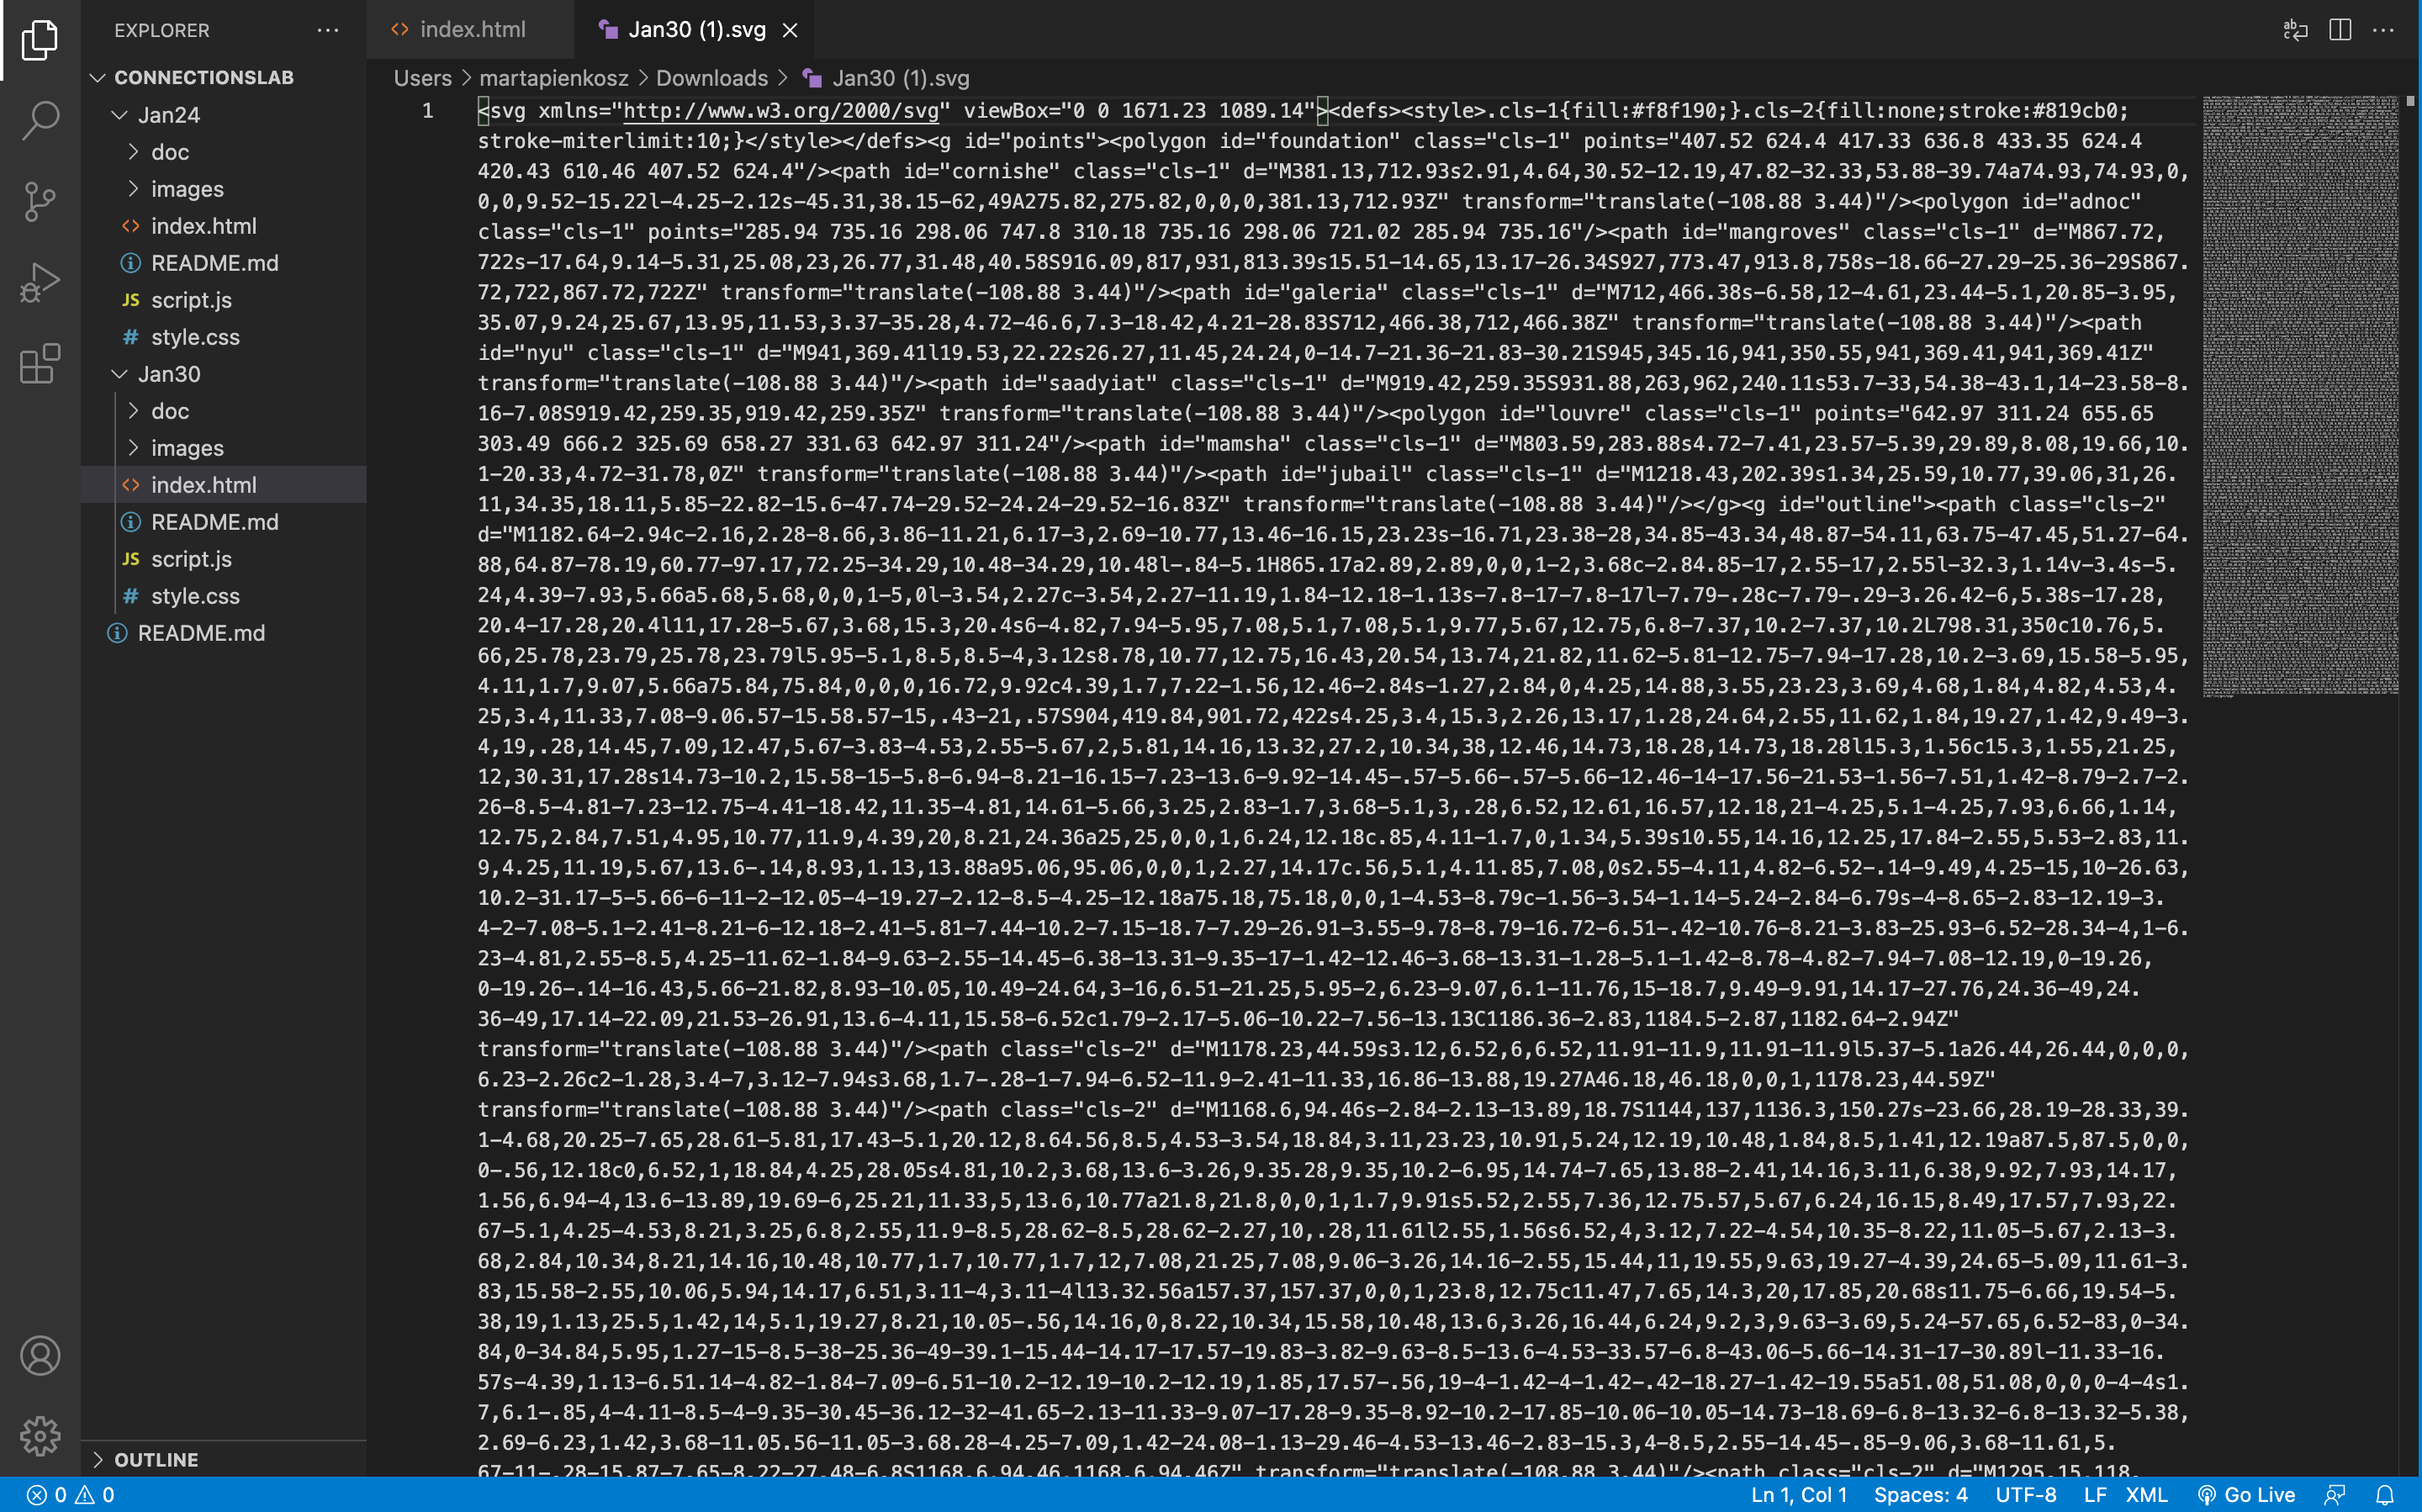 EXPLORER
CONNECTIONSLAB
Jan24
doc
images
index.html
README.md
JS script.js
# style.css
Jan30
doc
images
index.html
README.md
JS script.js
# style.css
README.md
OUTLINE
index.html
Jan30 (1).svg
Users > martapienkosz > Downloads > Jan30 (1).svg
1
<svg xmlns="http://www.w3.org/2000/svg" viewBox="0 0 1671.23 1089.14"><defs><style>.cls-1{fill:#f8f190;}.cls-2{fill:none;stroke:#819cb0;
stroke-miterlimit:10;}</style></defs><g id="points"><polygon id="foundation" class="cls-1" points="407.52 624.4 417.33 636.8 433.35 624.4
420.43 610.46 407.52 624.4"/><path id="cornishe" class="cls-1" d="M381.13,712.93s2.91,4.64,30.52-12.19,47.82-32.33,53.88-39.74a74.93,74.93,0,
0,0,9.52-15.22l-4.25-2.12s-45.31,38.15-62,49A275.82,275.82,0,0,0,381.13,712.93Z" transform="translate(-108.88 3.44)"/><polygon id="adnoc"
class="cls-1" points="285.94 735.16 298.06 747.8 310.18 735.16 298.06 721.02 285.94 735.16"/><path id="mangroves" class="cls-1" d="M867.72,
722s-17.64,9.14-5.31,25.08,23,26.77,31.48,40.58S916.09,817,931,813.39s15.51-14.65,13.17-26.34S927,773.47,913.8,758s-18.66-27.29-25.36-29S867.
72,722,867.72,722Z" transform="translate(-108.88 3.44)"/><path id="galeria" class="cls-1" d="M712,466.38s-6.58,12-4.61,23.44-5.1,20.85-3.95,
35.07,9.24,25.67,13.95,11.53,3.37-35.28,4.72-46.6,7.3-18.42,4.21-28.83S712,466.38,712,466.38Z" transform="translate(-108.88 3.44)"/><path
id="nyu" class="cls-1" d="M941,369.41l19.53,22.22s26.27,11.45,24.24,0-14.7-21.36-21.83-30.21S945,345.16,941,350.55,941,369.41,941,369.41Z"
transform="translate(-108.88 3.44)"/><path id="saadyiat" class="cls-1" d="M919.42,259.35S931.88,263,962,240.11s53.7-33,54.38-43.1,14-23.58-8.
16-7.08S919.42,259.35,919.42,259.35Z" transform="translate(-108.88 3.44)"/><polygon id="louvre" class="cls-1" points="642.97 311.24 655.65
303.49 666.2 325.69 658.27 331.63 642.97 311.24"/><path id="mamsha" class="cls-1" d="M803.59,283.88s4.72-7.41,23.57-5.39,29.89,8.08,19.66,10.
1-20.33,4.72-31.78,0Z" transform="translate(-108.88 3.44)"/><path id="jubail" class="cls-1" d="M1218.43,202.39s1.34,25.59,10.77,39.06,31,26.
11,34.35,18.11,5.85-22.82-15.6-47.74-29.52-24.24-29.52-16.83Z" transform="translate(-108.88 3.44)"/></g><g id="outline"><path class="cls-2"
d="M1182.64-2.94c-2.16,2.28-8.66,3.86-11.21,6.17-3,2.69-10.77,13.46-16.15,23.23s-16.71,23.38-28,34.85-43.34,48.87-54.11,63.75-47.45,51.27-64.
88,64.87-78.19,60.77-97.17,72.25-34.29,10.48-34.29,10.48l-.84-5.1H865.17a2.89,2.89,0,0,1-2,3.68c-2.84.85-17,2.55-17,2.55l-32.3,1.14v-3.4s-5.
24,4.39-7.93,5.66a5.68,5.68,0,0,1-5,0l-3.54,2.27c-3.54,2.27-11.19,1.84-12.18-1.13s-7.8-17-7.8-17l-7.79-.28c-7.79-.29-3.26.42-6,5.38s-17.28,
20.4-17.28,20.4l11,17.28-5.67,3.68,15.3,20.4s6-4.82,7.94-5.95,7.08,5.1,7.08,5.1,9.77,5.67,12.75,6.8-7.37,10.2-7.37,10.2L798.31,350c10.76,5.
66,25.78,23.79,25.78,23.79l5.95-5.1,8.5,8.5-4,3.12s8.78,10.77,12.75,16.43,20.54,13.74,21.82,11.62-5.81-12.75-7.94-17.28,10.2-3.69,15.58-5.95,
4.11,1.7,9.07,5.66a75.84,75.84,0,0,0,16.72,9.92c4.39,1.7,7.22-1.56,12.46-2.84s-1.27,2.84,0,4.25,14.88,3.55,23.23,3.69,4.68,1.84,4.82,4.53,4.
25,3.4,11.33,7.08-9.06.57-15.58.57-15,.43-21,.57S904,419.84,901.72,422s4.25,3.4,15.3,2.26,13.17,1.28,24.64,2.55,11.62,1.84,19.27,1.42,9.49-3.
4,19,.28,14.45,7.09,12.47,5.67-3.83-4.53,2.55-5.67,2,5.81,14.16,13.32,27.2,10.34,38,12.46,14.73,18.28,14.73,18.28l15.3,1.56c15.3,1.55,21.25,
12,30.31,17.28s14.73-10.2,15.58-15-5.8-6.94-8.21-16.15-7.23-13.6-9.92-14.45-.57-5.66-.57-5.66-12.46-14-17.56-21.53-1.56-7.51,1.42-8.79-2.7-2.
26-8.5-4.81-7.23-12.75-4.41-18.42,11.35-4.81,14.61-5.66,3.25,2.83-1.7,3.68-5.1,3,.28,6.52,12.61,16.57,12.18,21-4.25,5.1-4.25,7.93,6.66,1.14,
12.75,2.84,7.51,4.95,10.77,11.9,4.39,20,8.21,24.36a25,25,0,0,1,6.24,12.18c.85,4.11-1.7,0,1.34,5.39s10.55,14.16,12.25,17.84-2.55,5.53-2.83,11.
9,4.25,11.19,5.67,13.6-.14,8.93,1.13,13.88a95.06,95.06,0,0,1,2.27,14.17c.56,5.1,4.11.85,7.08,0s2.55-4.11,4.82-6.52-.14-9.49,4.25-15,10-26.63,
10.2-31.17-5-5.66-6-11-2-12.05-4-19.27-2.12-8.5-4.25-12.18a75.18,75.18,0,0,1-4.53-8.79c-1.56-3.54-1.14-5.24-2.84-6.79s-4-8.65-2.83-12.19-3.
4-2-7.08-5.1-2.41-8.21-6-12.18-2.41-5.81-7.44-10.2-7.15-18.7-7.29-26.91-3.55-9.78-8.79-16.72-6.51-.42-10.76-8.21-3.83-25.93-6.52-28.34-4,1-6.
23-4.81,2.55-8.5,4.25-11.62-1.84-9.63-2.55-14.45-6.38-13.31-9.35-17-1.42-12.46-3.68-13.31-1.28-5.1-1.42-8.78-4.82-7.94-7.08-12.19,0-19.26,
0-19.26-.14-16.43,5.66-21.82,8.93-10.05,10.49-24.64,3-16,6.51-21.25,5.95-2,6.23-9.07,6.1-11.76,15-18.7,9.49-9.91,14.17-27.76,24.36-49,24.
36-49,17.14-22.09,21.53-26.91,13.6-4.11,15.58-6.52c1.79-2.17-5.06-10.22-7.56-13.13C1186.36-2.83,1184.5-2.87,1182.64-2.94Z"
transform="translate(-108.88 3.44)"/><path class="cls-2" d="M1178.23,44.59s3.12,6.52,6,6.52,11.91-11.9,11.91-11.9l5.37-5.1a26.44,26.44,0,0,0,
6.23-2.26c2-1.28,3.4-7,3.12-7.94s3.68,1.7-.28-1-7.94-6.52-11.9-2.41-11.33,16.86-13.88,19.27A46.18,46.18,0,0,1,1178.23,44.59Z"
transform="translate(-108.88 3.44)"/><path class="cls-2" d="M1168.6,94.46s-2.84-2.13-13.89,18.7S1144,137,1136.3,150.27s-23.66,28.19-28.33,39.
1-4.68,20.25-7.65,28.61-5.81,17.43-5.1,20.12,8.64.56,8.5,4.53-3.54,18.84,3.11,23.23,10.91,5.24,12.19,10.48,1.84,8.5,1.41,12.19a87.5,87.5,0,0,
0-.56,12.18c0,6.52,1,18.84,4.25,28.05s4.81,10.2,3.68,13.6-3.26,9.35.28,9.35,10.2-6.95,14.74-7.65,13.88-2.41,14.16,3.11,6.38,9.92,7.93,14.17,
1.56,6.94-4,13.6-13.89,19.69-6,25.21,11.33,5,13.6,10.77a21.8,21.8,0,0,1,1.7,9.91s5.52,2.55,7.36,12.75.57,5.67,6.24,16.15,8.49,17.57,7.93,22.
67-5.1,4.25-4.53,8.21,3.25,6.8,2.55,11.9-8.5,28.62-8.5,28.62-2.27,10,.28,11.61l2.55,1.56s6.52,4,3.12,7.22-4.54,10.35-8.22,11.05-5.67,2.13-3.
68,2.84,10.34,8.21,14.16,10.48,10.77,1.7,10.77,1.7,12,7.08,21.25,7.08,9.06-3.26,14.16-2.55,15.44,11,19.55,9.63,19.27-4.39,24.65-5.09,11.61-3.
83,15.58-2.55,10.06,5.94,14.17,6.51,3.11-4,3.11-4l13.32.56a157.37,157.37,0,0,1,23.8,12.75c11.47,7.65,14.3,20,17.85,20.68s11.75-6.66,19.54-5.
38,19,1.13,25.5,1.42,14,5.1,19.27,8.21,10.05-.56,14.16,0,8.22,10.34,15.58,10.48,13.6,3.26,16.44,6.24,9.2,3,9.63-3.69,5.24-57.65,6.52-83,0-34.
84,0-34.84,5.95,1.27-15-8.5-38-25.36-49-39.1-15.44-14.17-17.57-19.83-3.82-9.63-8.5-13.6-4.53-33.57-6.8-43.06-5.66-14.31-17-30.89l-11.33-16.
57s-4.39,1.13-6.51.14-4.82-1.84-7.09-6.51-10.2-12.19-10.2-12.19,1.85,17.57-.56,19-4-1.42-4-1.42-.42-18.27-1.42-19.55a51.08,51.08,0,0,0-4-4s1.
7,6.1-.85,4-4.11-8.5-4-9.35-30.45-36.12-32-41.65-2.13-11.33-9.07-17.28-9.35-8.92-10.2-17.85-10.06-10.05-14.73-18.69-6.8-13.32-6.8-13.32-5.38,
2.69-6.23,1.42,3.68-11.05.56-11.05-3.68.28-4.25-7.09,1.42-24.08-1.13-29.46-4.53-13.46-2.83-15.3,4-8.5,2.55-14.45-.85-9.06,3.68-11.61,5.
67-11-.28-15.87-7.65-8.22-27.48-6.8S1168.6,94.46,1168.6,94.46Z" transform="translate(-108.88 3.44)"/><path class="cls-2" d="M1295.15,118.
0 0
Ln 1, Col 1 Spaces: 4 UTF-8 LF XML Go Live